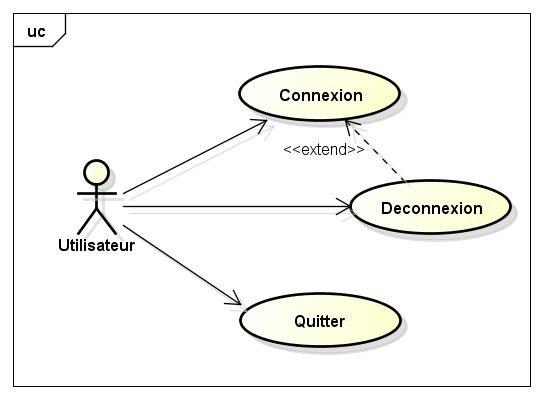 uc
Connexion
<<extend>>
Deconnexion
Utilisateur
Quitter